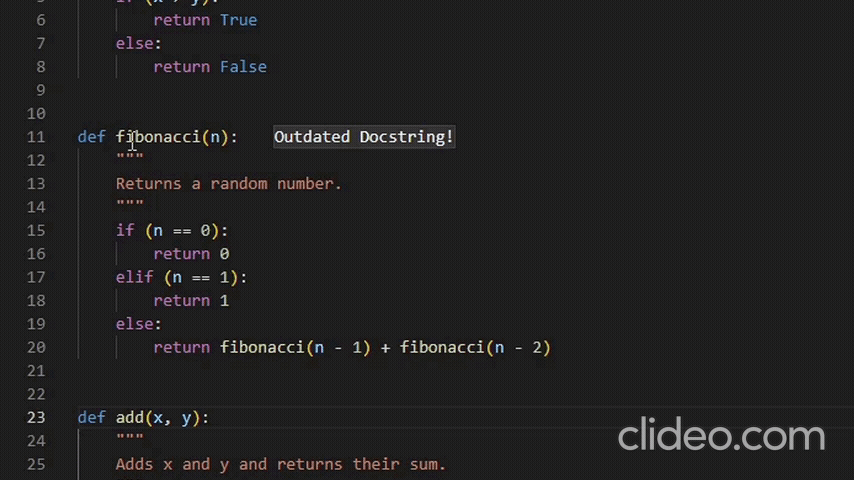 6 return True
7 else:
8 return False
9
10
11 def fibonacci(n): Outdated Docstring!
12 """
13 Returns a random number.
14 """
15 if (n == 0):
16 return 0
17 elif (n == 1):
18 return 1
19 else:
20 return fibonacci(n - 1) + fibonacci(n - 2)
21
22
23 def add(x, y):
24 """
25 Adds x and y and returns their sum.
clideo.com